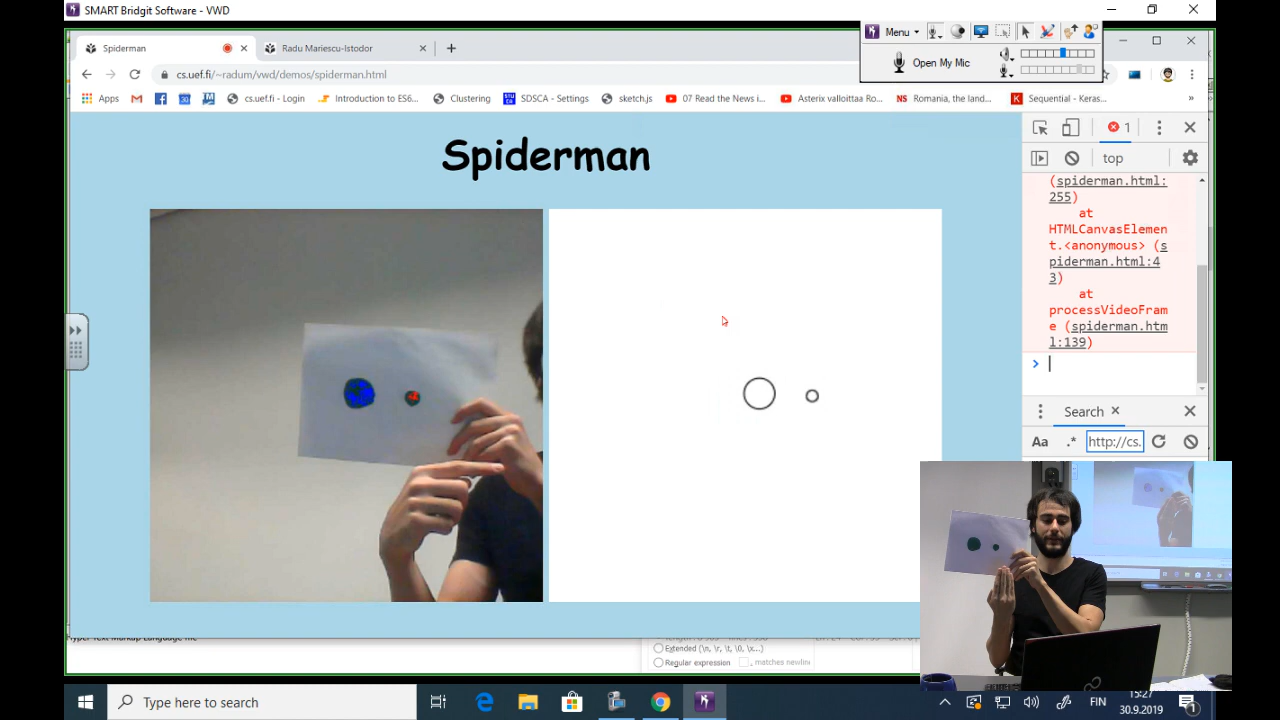 SMART Bridgit Software - VWD
Spiderman
Radu Mariescu-Istodor
Menu
Open My Mic
cs.uef.fi/~radum/vwd/demos/spiderman.html
Apps
cs.uef.fi - Login
Introduction to ES6...
Clustering
SDSCA - Settings
sketch.js
07 Read the News i...
Asterix valloittaa Ro...
Romania, the land...
Sequential - Keras...
»
Spiderman
1
top
(spiderman.html:
255)
at
HTMLCanvasElemen
t.<anonymous> (s
piderman.html:4
3)
at
processVideoFram
e (spiderman.htm
l:139)
>
Search
Aa .* http://cs.
Extended (\n, \r, \t, \0, \x...)
Regular expression
, matches newlin
Type here to search
FIN
15:27
30.9.2019
1